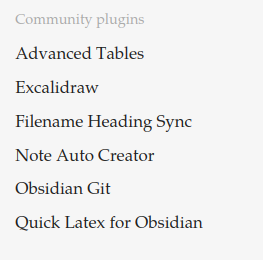 Community plugins
Advanced Tables
Excalidraw
Filename Heading Sync
Note Auto Creator
Obsidian Git
Quick Latex for Obsidian